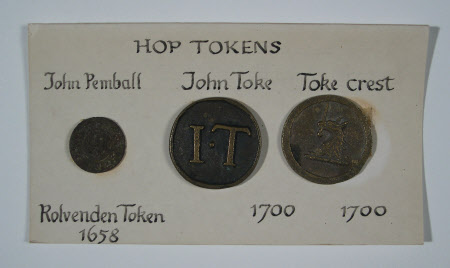 HOP TOKENS
John Pemball John Toke Toke crest
I·T
Rolvenden Token 1700 1700
1658